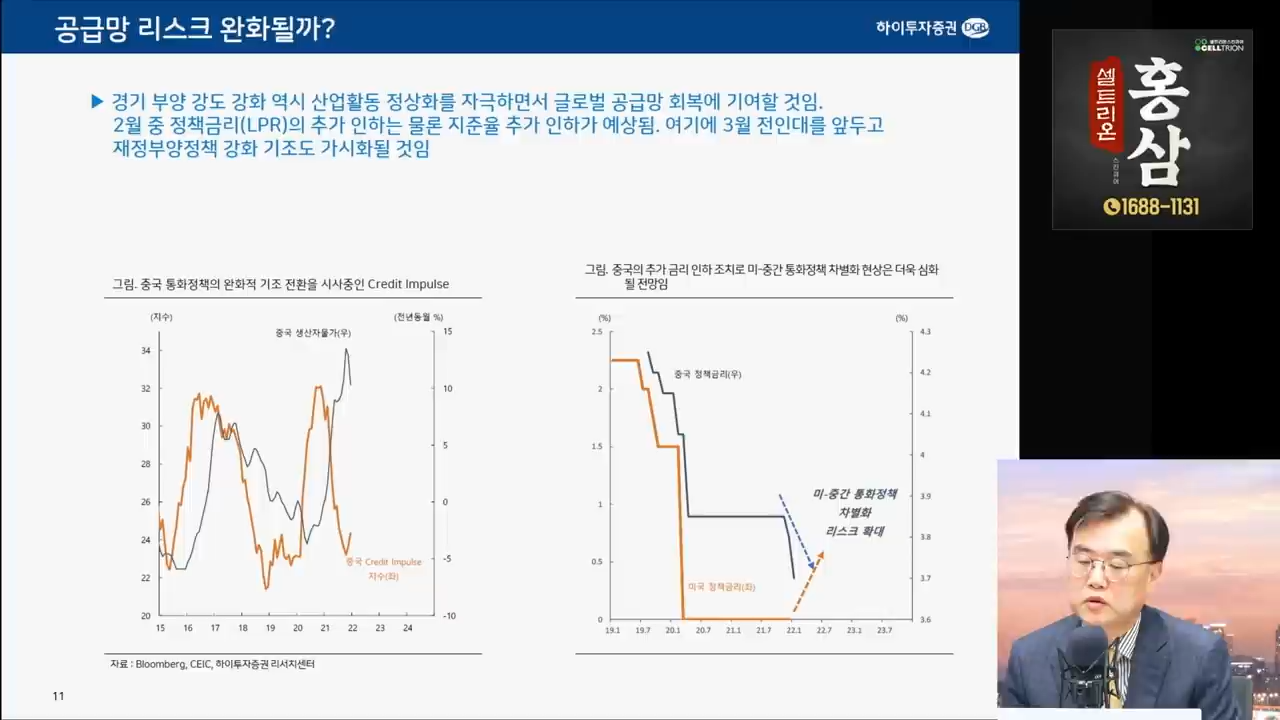 공급망 리스크 완화될까?
하이투자증권 DGB
▶ 경기 부양 강도 강화 역시 산업활동 정상화를 자극하면서 글로벌 공급망 회복에 기여할 것임.
2월 중 정책금리(LPR)의 추가 인하는 물론 지준율 추가 인하가 예상됨. 여기에 3월 전인대를 앞두고
재정부양정책 강화 기조도 가시화될 것임
그림. 중국 통화정책의 완화적 기조 전환을 시사중인 Credit Impulse
(지수)
(전년동월 %)
중국 생산자물가(우)
34
32
30
28
26
24
22
20
15
10
5
0
-5
-10
중국 Credit Impulse
지수(좌)
15 16 17 18 19 20 21 22 23 24
자료 : Bloomberg, CEIC, 하이투자증권 리서치센터
그림. 중국의 추가 금리 인하 조치로 미-중간 통화정책 차별화 현상은 더욱 심화
될 전망임
(%)
(%)
2.5
2
1.5
1
0.5
0
4.3
4.2
4.1
4
3.9
3.8
3.7
3.6
중국 정책금리(우)
미-중간 통화정책
차별화
리스크 확대
미국 정책금리(좌)
19.1 19.7 20.1 20.7 21.1 21.7 22.1 22.7 23.1 23.7
11
셀트리온스킨큐어
CELLTRION
셀트리온
스킨큐어
홍삼
1688-1131